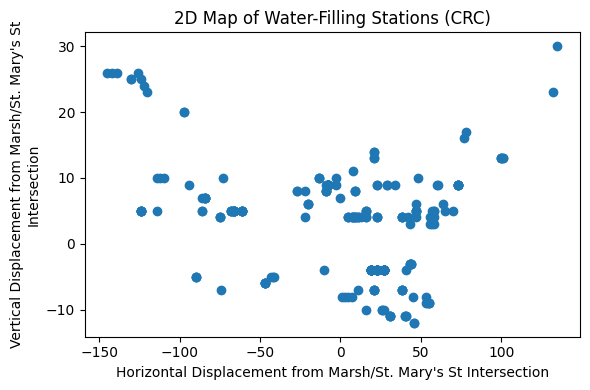 2D Map of Water-Filling Stations (CRC)
Vertical Displacement from Marsh/St. Mary's St
Intersection
30
20
10
0
−10
−150
−100
−50
0
50
100
Horizontal Displacement from Marsh/St. Mary's St Intersection